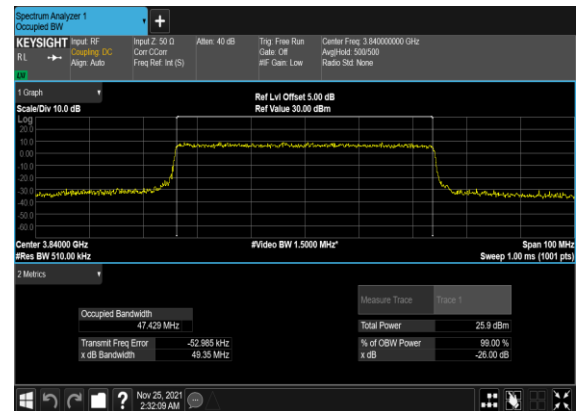 Spectrum Analyzer 1
Occupied BW
+
KEYSIGHT
RL
LW
Input: RF
Coupling: DC
Align: Auto
Input Z: 50 Ω
Corr CCorr
Freq Ref: Int (S)
Atten: 40 dB
Trig: Free Run
Gate: Off
#IF Gain: Low
Center Freq: 3.840000000 GHz
Avg|Hold: 500/500
Radio Std: None
1 Graph
Scale/Div 10.0 dB
Ref Lvl Offset 5.00 dB
Ref Value 30.00 dBm
Log
20.0
10.0
0.00
-10.0
-20.0
-30.0
-40.0
-50.0
-60.0
Center 3.84000 GHz
#Res BW 510.00 kHz
#Video BW 1.5000 MHz*
Span 100 MHz
Sweep 1.00 ms (1001 pts)
2 Metrics
Measure Trace Trace 1
Occupied Bandwidth
47.429 MHz
Total Power 25.9 dBm
Transmit Freq Error -52.985 kHz
% of OBW Power 99.00 %
x dB Bandwidth 49.35 MHz
x dB -26.00 dB
?
Nov 25, 2021
2:32:09 AM